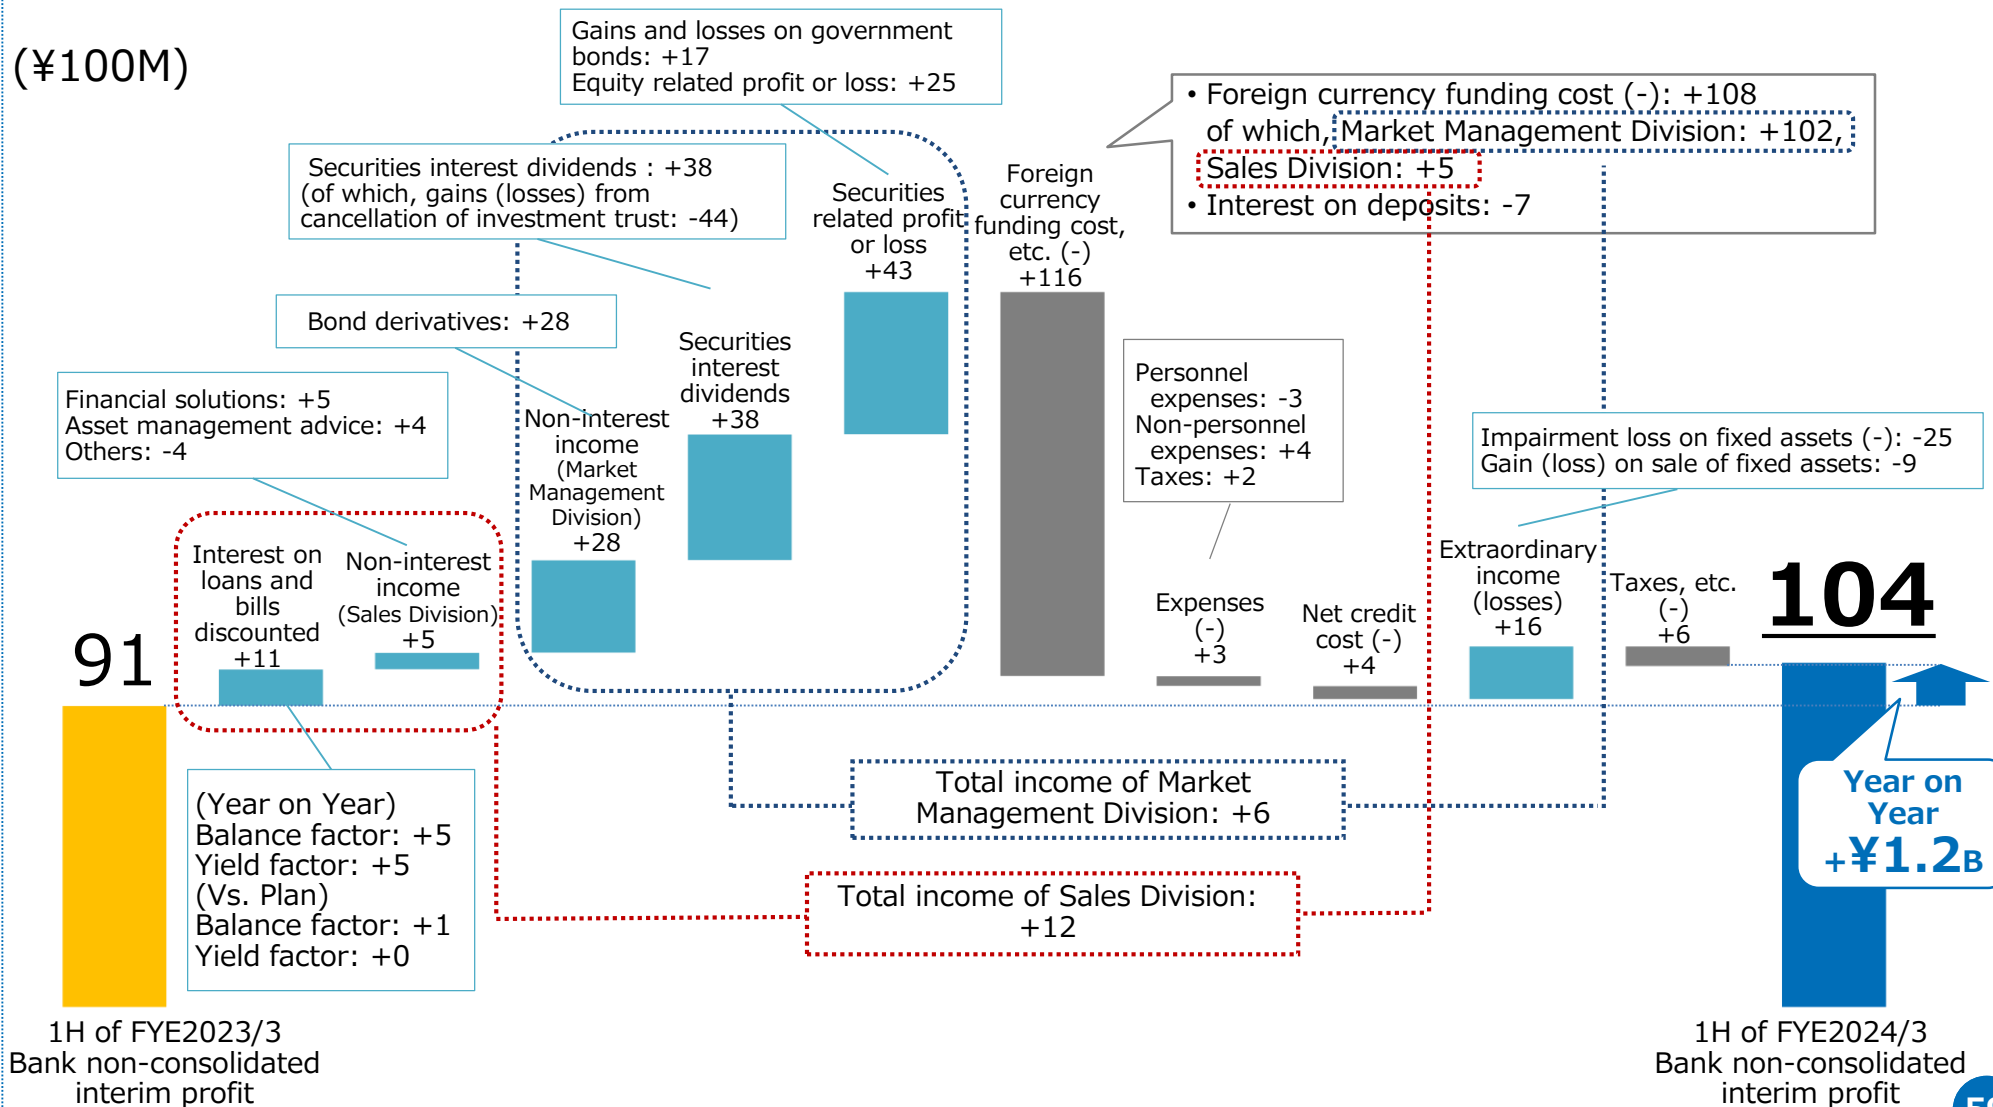 (¥100M)
Gains and losses on government
bonds: +17
Equity related profit or loss: +25
• Foreign currency funding cost (-): +108
of which, Market Management Division: +102,
Sales Division: +5
• Interest on deposits: -7
Securities interest dividends : +38
(of which, gains (losses) from
cancellation of investment trust: -44)
Bond derivatives: +28
Financial solutions: +5
Asset management advice: +4
Others: -4
Personnel
expenses: -3
Non-personnel
expenses: +4
Taxes: +2
Impairment loss on fixed assets (-): -25
Gain (loss) on sale of fixed assets: -9
91
Interest on
loans and
bills
discounted
+11
Non-interest
income
(Sales Division)
+5
Non-interest
income
(Market
Management
Division)
+28
Securities
interest
dividends
+38
Securities
related profit
or loss
+43
Foreign
currency
funding cost,
etc. (-)
+116
Expenses
(-)
+3
Net credit
cost (-)
+4
Extraordinary
income
(losses)
+16
Taxes, etc.
(-)
+6
104
(Year on Year)
Balance factor: +5
Yield factor: +5
(Vs. Plan)
Balance factor: +1
Yield factor: +0
Total income of Market
Management Division: +6
Total income of Sales Division:
+12
Year on
Year
+¥1.2B
1H of FYE2023/3
Bank non-consolidated
interim profit
1H of FYE2024/3
Bank non-consolidated
interim profit